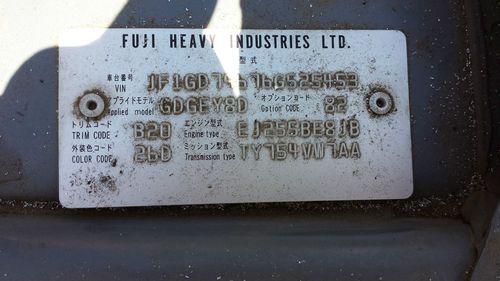 FUJI HEAVY INDUSTRIES LTD.
型式
車台番号
VIN
アプライドモデル
Applied model GDGEY8D オプションコード Option CODE 82
トリムコード
TRIM CODE B20 エンジン型式 Engine type
外装色コード
COLOR CODE 26D ミッション型式 Transmission type TY754VW7AA